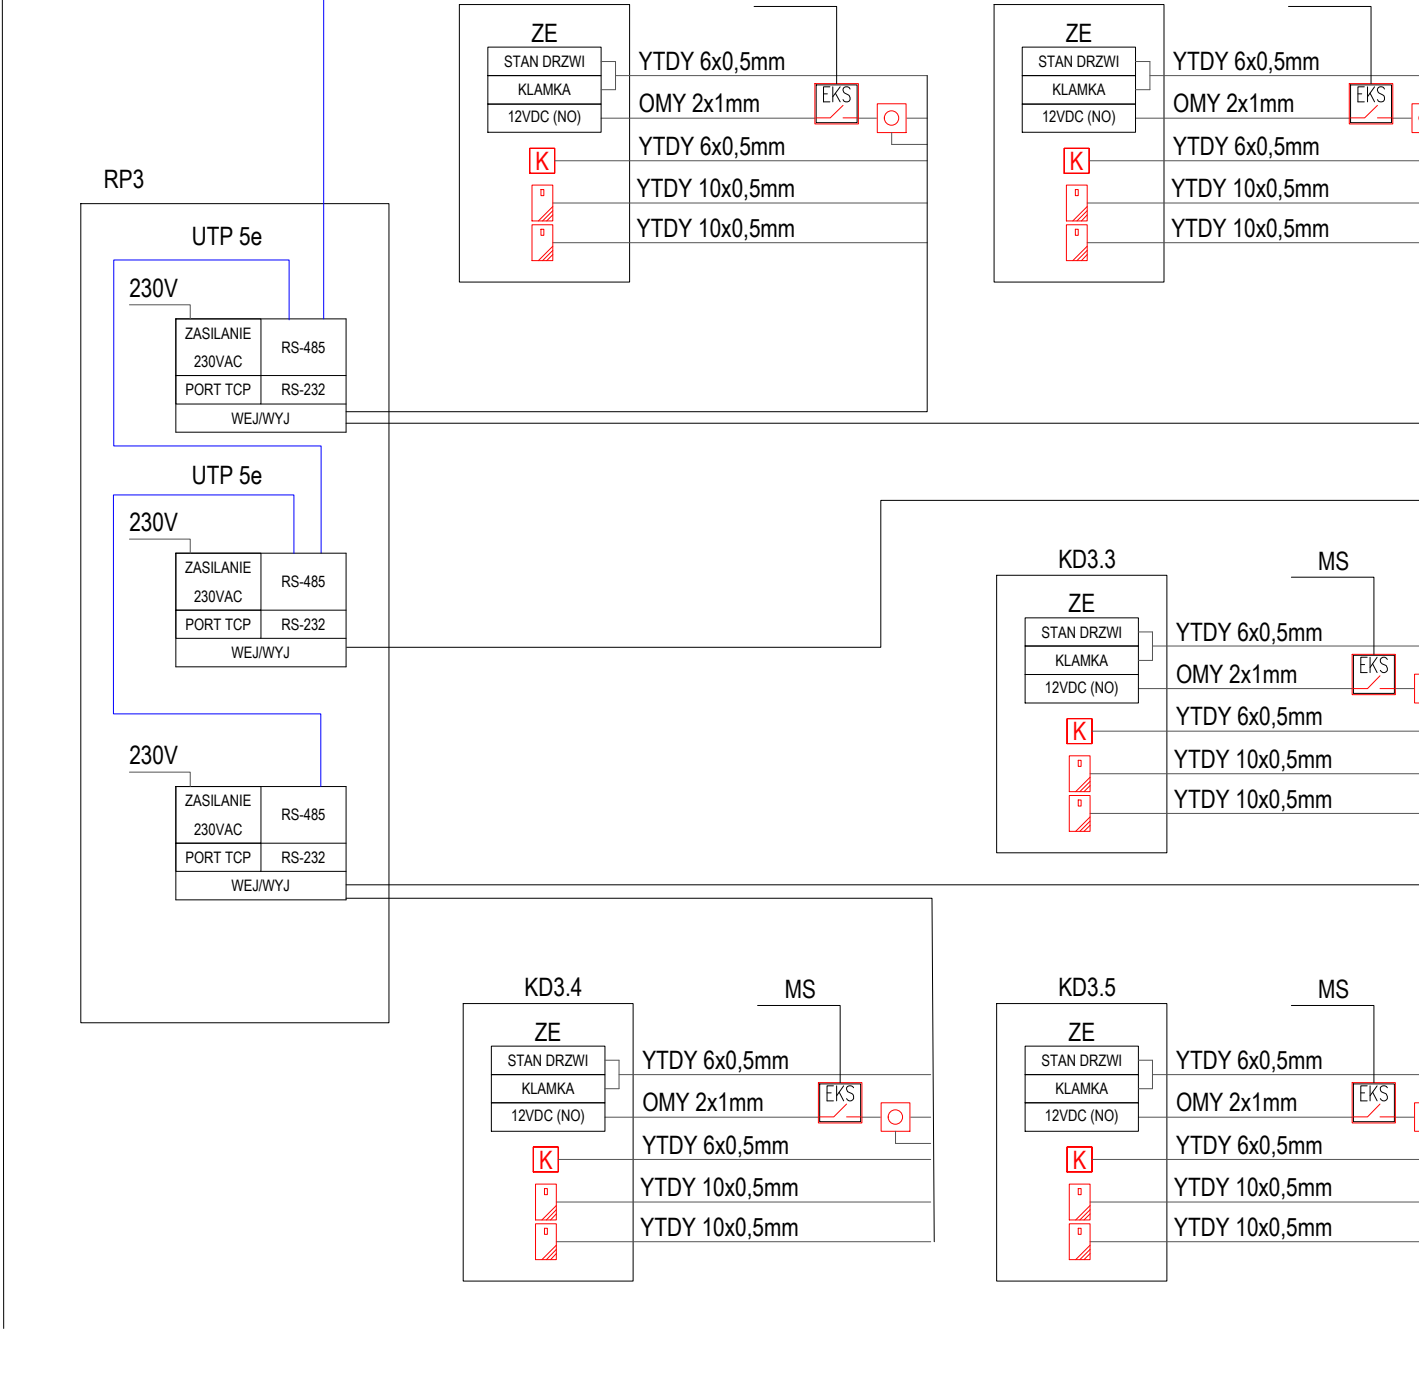 ZE
STAN DRZWI
KLAMKA
12VDC (NO)
YTDY 6x0,5mm
OMY 2x1mm
EKS
YTDY 6x0,5mm
K
YTDY 10x0,5mm
YTDY 10x0,5mm
ZE
STAN DRZWI
KLAMKA
12VDC (NO)
YTDY 6x0,5mm
OMY 2x1mm
EKS
YTDY 6x0,5mm
K
YTDY 10x0,5mm
YTDY 10x0,5mm
RP3
UTP 5e
230V
ZASILANIE
230VAC
RS-485
PORT TCP
RS-232
WEJ/WYJ
UTP 5e
230V
ZASILANIE
230VAC
RS-485
PORT TCP
RS-232
WEJ/WYJ
230V
ZASILANIE
230VAC
RS-485
PORT TCP
RS-232
WEJ/WYJ
KD3.3
MS
ZE
STAN DRZWI
KLAMKA
12VDC (NO)
YTDY 6x0,5mm
OMY 2x1mm
EKS
YTDY 6x0,5mm
K
YTDY 10x0,5mm
YTDY 10x0,5mm
KD3.4
MS
ZE
STAN DRZWI
KLAMKA
12VDC (NO)
YTDY 6x0,5mm
OMY 2x1mm
EKS
YTDY 6x0,5mm
K
YTDY 10x0,5mm
YTDY 10x0,5mm
KD3.5
MS
ZE
STAN DRZWI
KLAMKA
12VDC (NO)
YTDY 6x0,5mm
OMY 2x1mm
EKS
YTDY 6x0,5mm
K
YTDY 10x0,5mm
YTDY 10x0,5mm